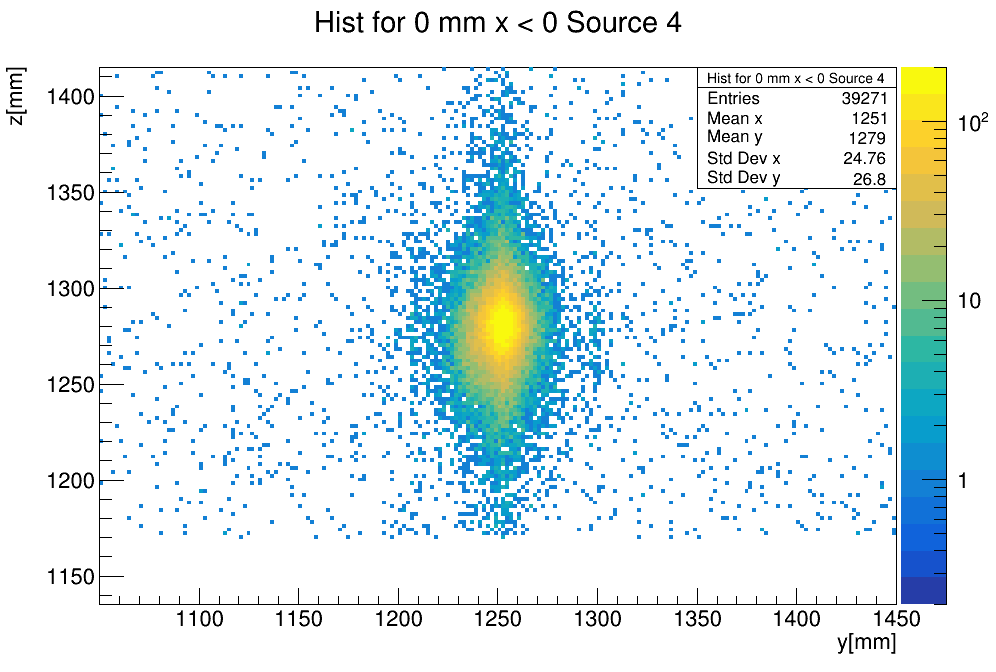 Hist for 0 mm x < 0 Source 4
z[mm]
1400
1350
1300
1250
1200
1150
Hist for 0 mm x < 0 Source 4
Entries 39271
Mean x 1251
Mean y 1279
Std Dev x 24.76
Std Dev y 26.8
10²
10
1
1100 1150 1200 1250 1300 1350 1400 1450
y[mm]